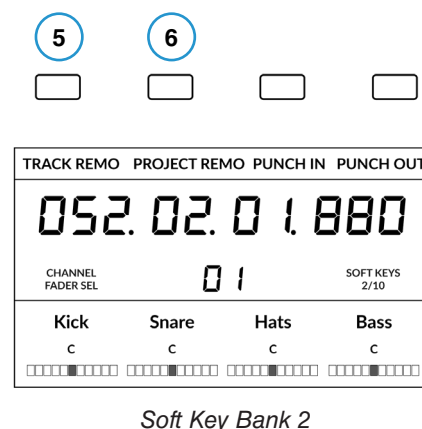 5 6
TRACK REMO PROJECT REMO PUNCH IN PUNCH OUT
052. 02. 01. 880
CHANNEL
FADER SEL
01
SOFT KEYS
2/10
Kick Snare Hats Bass
C C C C
Soft Key Bank 2